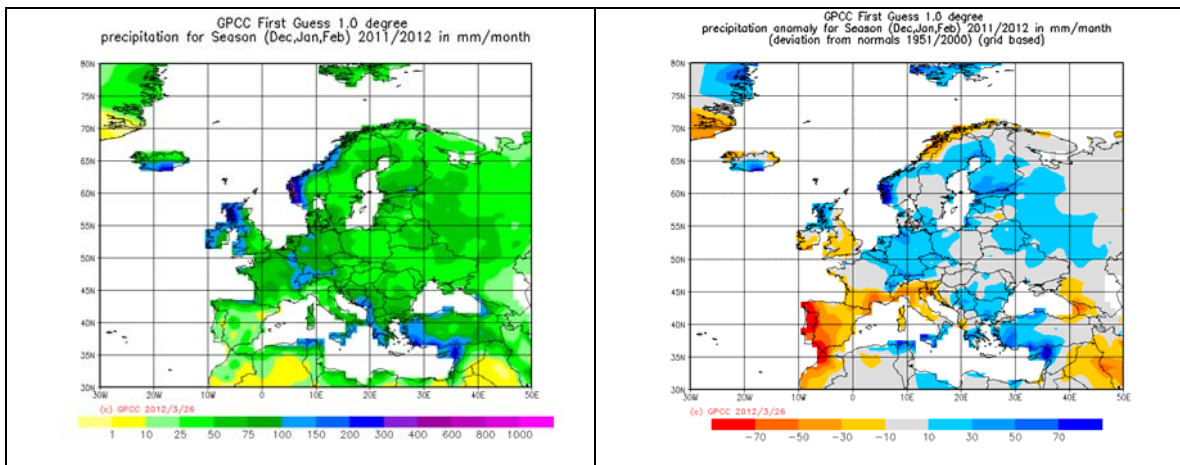 GPCC First Guess 1.0 degree
precipitation for Season (Dec,Jan,Feb) 2011/2012 in mm/month
80N
75N
70N
65N
60N
55N
50N
45N
40N
35N
30N
30W 20W 10W 0 10E 20E 30E 40E 50E
(c) GPCC 2012/3/26
1 10 25 50 75 100 150 200 300 400 600 800 1000
GPCC First Guess 1.0 degree
precipitation anomaly for Season (Dec,Jan,Feb) 2011/2012 in mm/month
(deviation from normals 1951/2000) (grid based)
80N
75N
70N
65N
60N
55N
50N
45N
40N
35N
30N
30W 20W 10W 0 10E 20E 30E 40E 50E
(c) GPCC 2012/3/26
-70 -50 -30 -10 10 30 50 70